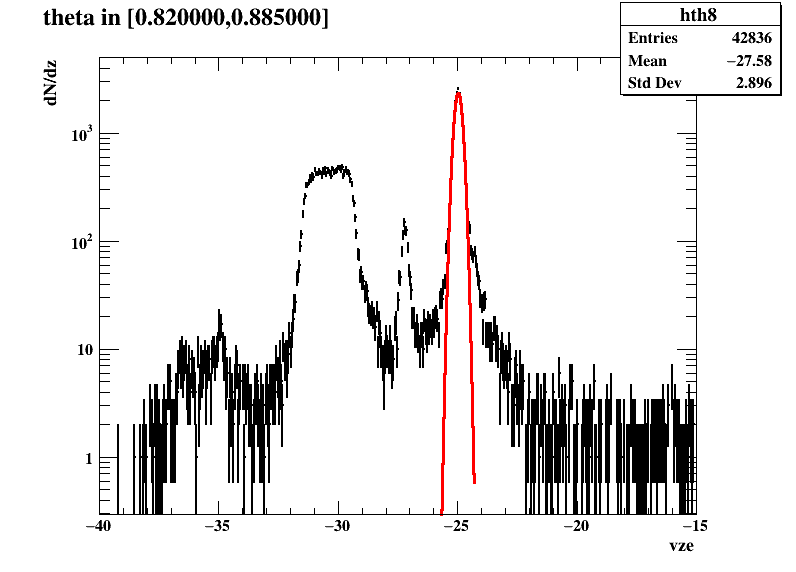 theta in [0.820000,0.885000]
hth8
Entries 42836
Mean −27.58
Std Dev 2.896
dN/dz
10³
10²
10
1
−40 −35 −30 −25 −20 −15
vze